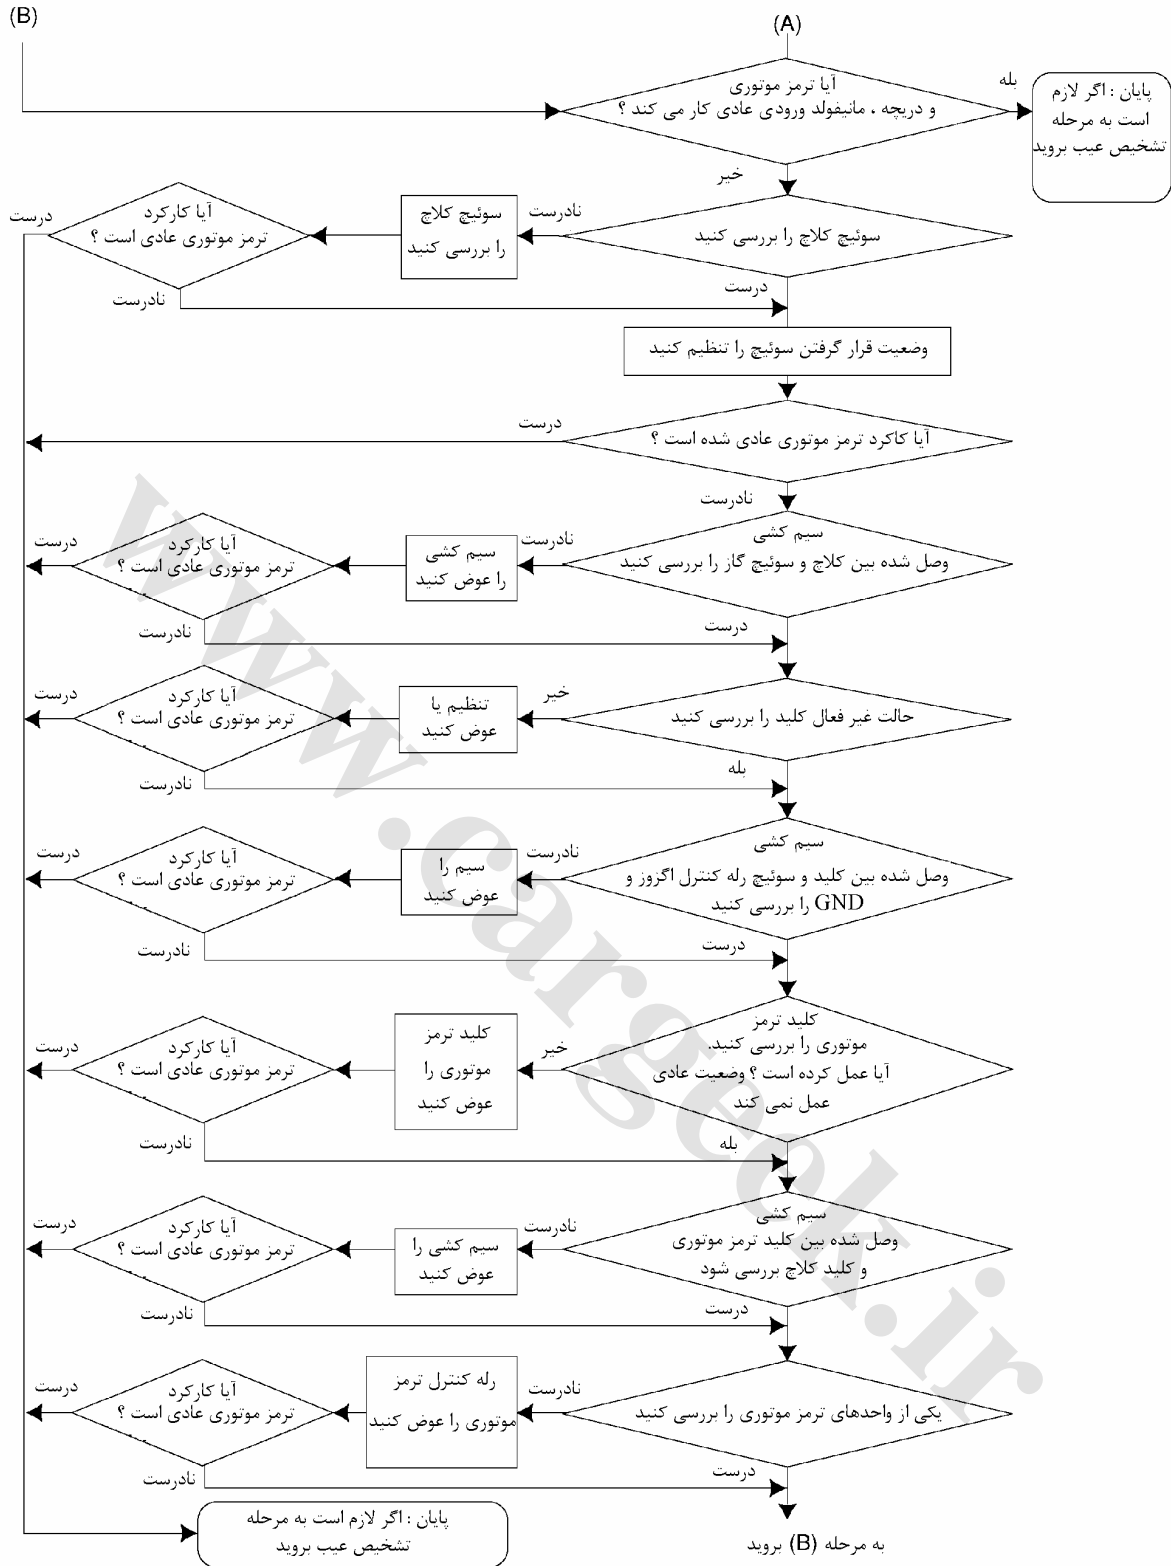 (B)
(A)
آیا ترمز موتوری
و دریچه ، مانیفولد ورودی عادی کار می کند ؟
بله
پایان : اگر لازم
است به مرحله
تشخیص عیب بروید
خیر
سوئیچ کلاچ را بررسی کنید
نادرست
سوئیچ کلاچ
را بررسی کنید
آیا کارکرد
ترمز موتوری عادی است ؟
درست
نادرست
درست
وضعیت قرار گرفتن سوئیچ را تنظیم کنید
آیا کاکرد ترمز موتوری عادی شده است ؟
درست
نادرست
سیم کشی
وصل شده بین کلاچ و سوئیچ گاز را بررسی کنید
نادرست
سیم کشی
را عوض کنید
آیا کارکرد
ترمز موتوری عادی است ؟
درست
نادرست
درست
حالت غیر فعال کلید را بررسی کنید
خیر
تنظیم یا
عوض کنید
آیا کارکرد
ترمز موتوری عادی است ؟
درست
نادرست
بله
سیم کشی
وصل شده بین کلید و سوئیچ رله کنترل اگزوز و
GND را بررسی کنید
نادرست
سیم را
عوض کنید
آیا کارکرد
ترمز موتوری عادی است ؟
درست
نادرست
درست
کلید ترمز
موتوری را بررسی کنید.
آیا عمل کرده است ؟ وضعیت عادی
عمل نمی کند
خیر
کلید ترمز
موتوری را
عوض کنید
آیا کارکرد
ترمز موتوری عادی است ؟
درست
نادرست
بله
سیم کشی
وصل شده بین کلید ترمز موتوری
و کلید کلاچ بررسی شود
نادرست
سیم کشی را
عوض کنید
آیا کارکرد
ترمز موتوری عادی است ؟
درست
نادرست
درست
یکی از واحدهای ترمز موتوری را بررسی کنید
نادرست
رله کنترل ترمز
موتوری را عوض کنید
آیا کارکرد
ترمز موتوری عادی است ؟
درست
نادرست
درست
به مرحله (B) بروید
پایان : اگر لازم است به مرحله
تشخیص عیب بروید
www.cargeek.ir